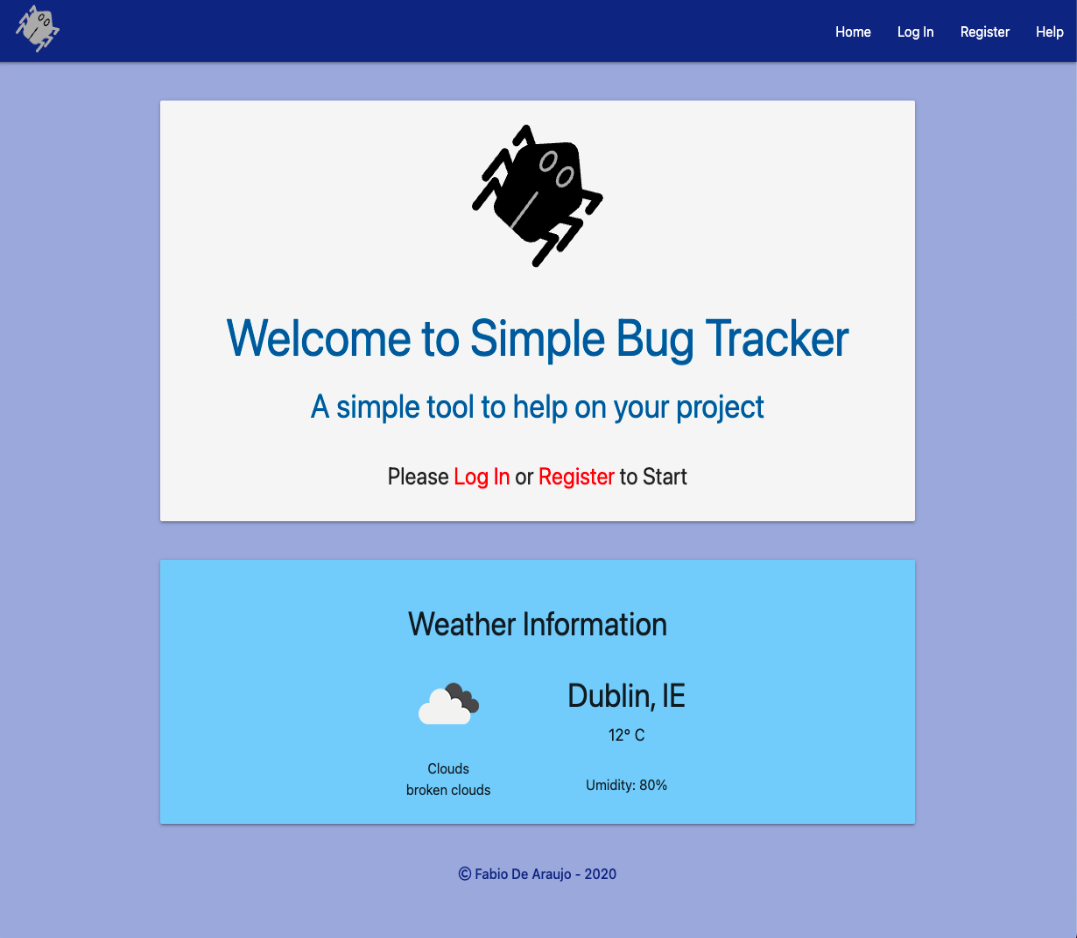 Home Log In Register Help
Welcome to Simple Bug Tracker
A simple tool to help on your project
Please Log In or Register to Start
Weather Information
Dublin, IE
12° C
Clouds
broken clouds
Umidity: 80%
© Fabio De Araujo - 2020